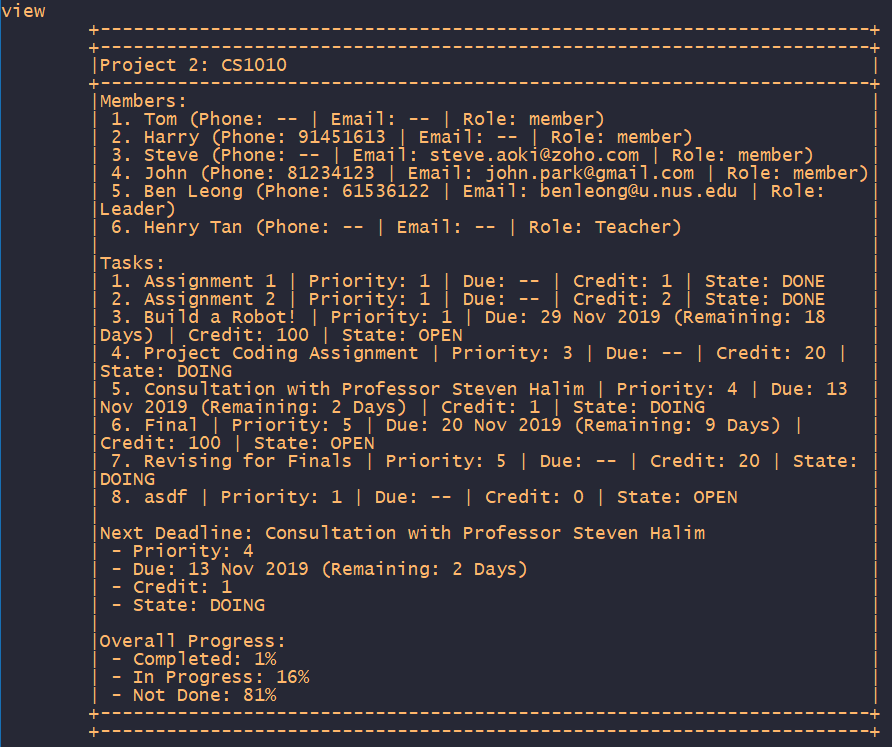 view
+----------------------------------------------------------------------+
+----------------------------------------------------------------------+
|Project 2: CS1010 |
+----------------------------------------------------------------------+
|Members: |
| 1. Tom (Phone: -- | Email: -- | Role: member) |
| 2. Harry (Phone: 91451613 | Email: -- | Role: member) |
| 3. Steve (Phone: -- | Email: steve.aoki@zoho.com | Role: member) |
| 4. John (Phone: 81234123 | Email: john.park@gmail.com | Role: member)|
| 5. Ben Leong (Phone: 61536122 | Email: benleong@u.nus.edu | Role: |
|Leader) |
| 6. Henry Tan (Phone: -- | Email: -- | Role: Teacher) |
| |
|Tasks: |
| 1. Assignment 1 | Priority: 1 | Due: -- | Credit: 1 | State: DONE |
| 2. Assignment 2 | Priority: 1 | Due: -- | Credit: 2 | State: DONE |
| 3. Build a Robot! | Priority: 1 | Due: 29 Nov 2019 (Remaining: 18 |
|Days) | Credit: 100 | State: OPEN |
| 4. Project Coding Assignment | Priority: 3 | Due: -- | Credit: 20 | |
|State: DOING |
| 5. Consultation with Professor Steven Halim | Priority: 4 | Due: 13 |
|Nov 2019 (Remaining: 2 Days) | Credit: 1 | State: DOING |
| 6. Final | Priority: 5 | Due: 20 Nov 2019 (Remaining: 9 Days) | |
|Credit: 100 | State: OPEN |
| 7. Revising for Finals | Priority: 5 | Due: -- | Credit: 20 | State: |
|DOING |
| 8. asdf | Priority: 1 | Due: -- | Credit: 0 | State: OPEN |
| |
|Next Deadline: Consultation with Professor Steven Halim |
| - Priority: 4 |
| - Due: 13 Nov 2019 (Remaining: 2 Days) |
| - Credit: 1 |
| - State: DOING |
| |
|Overall Progress: |
| - Completed: 1% |
| - In Progress: 16% |
| - Not Done: 81% |
+----------------------------------------------------------------------+
+----------------------------------------------------------------------+